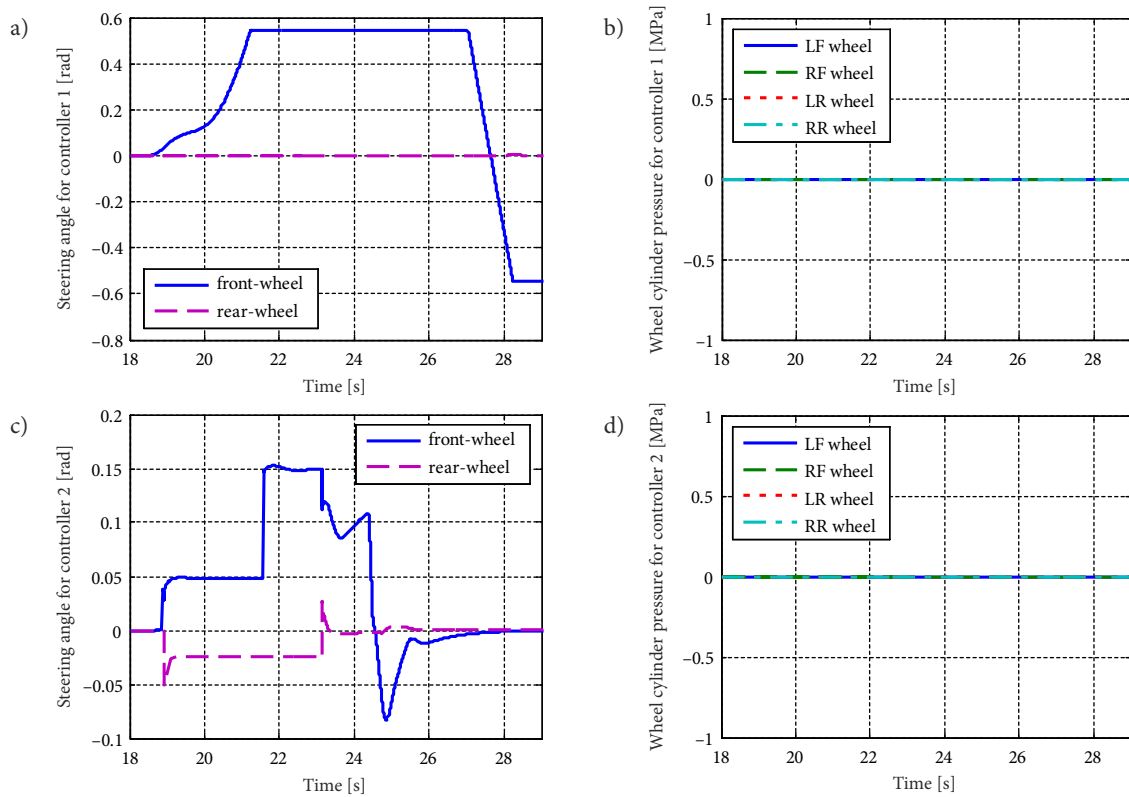 a)
Steering angle for controller 1 [rad]
0.6
0.4
0.2
0
−0.2
−0.4
−0.6
−0.8
front-wheel
rear-wheel
18 20 22 24 26 28
Time [s]
b)
Wheel cylinder pressure for controller 1 [MPa]
1
0.5
0
−0.5
−1
LF wheel
RF wheel
LR wheel
RR wheel
18 20 22 24 26 28
Time [s]
c)
Steering angle for controller 2 [rad]
0.2
0.15
0.1
0.05
0
−0.05
−0.1
front-wheel
rear-wheel
18 20 22 24 26 28
Time [s]
d)
Wheel cylinder pressure for controller 2 [MPa]
1
0.5
0
−0.5
−1
LF wheel
RF wheel
LR wheel
RR wheel
18 20 22 24 26 28
Time [s]